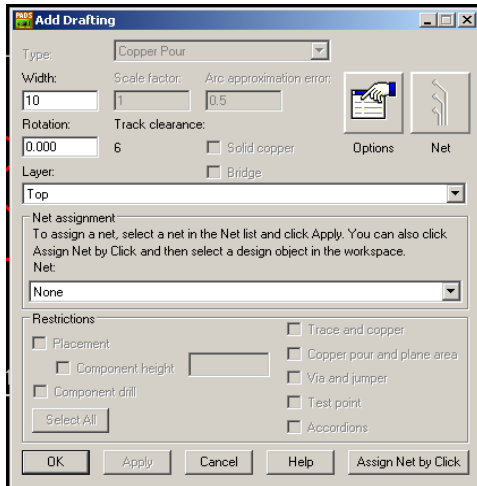 Add Drafting
Type: Copper Pour
Width: Scale factor: Arc approximation error:
10 1 0.5
Rotation: Track clearance:
0.000 6 Solid copper Options Net
Layer: Bridge
Top
Net assignment
To assign a net, select a net in the Net list and click Apply. You can also click
Assign Net by Click and then select a design object in the workspace.
Net:
None
Restrictions
Placement
Component height
Component drill
Select All
Trace and copper
Copper pour and plane area
Via and jumper
Test point
Accordions
OK Apply Cancel Help Assign Net by Click